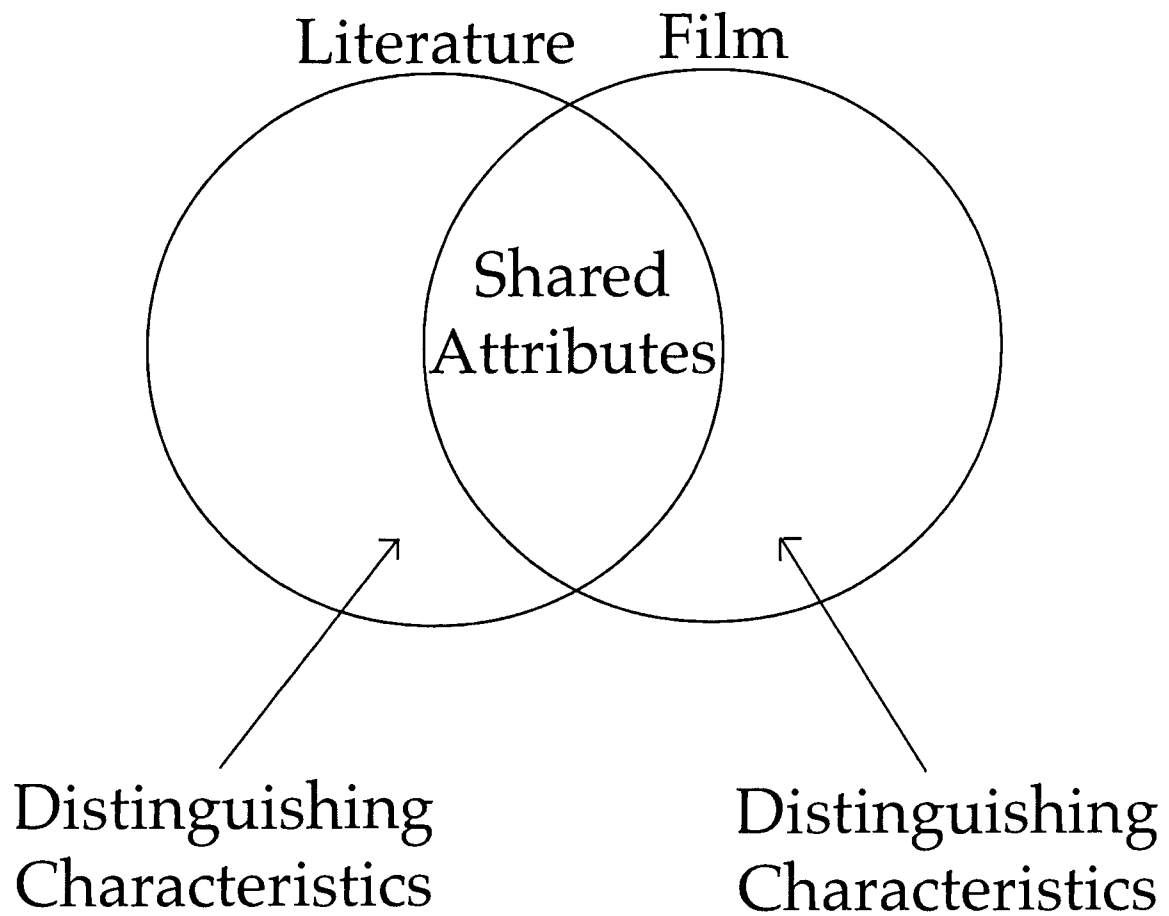 Literature
Film
Shared
Attributes
Distinguishing
Characteristics
Distinguishing
Characteristics